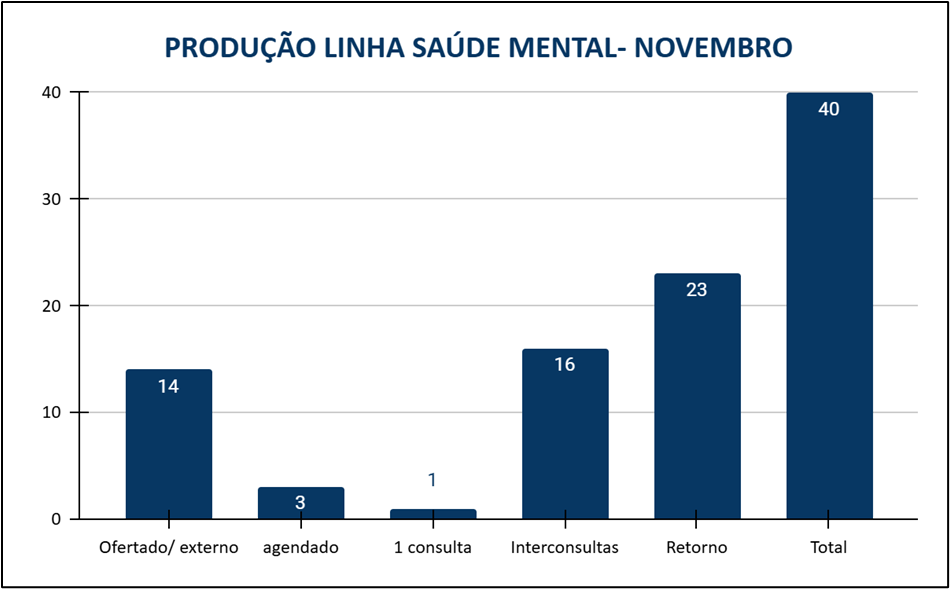 PRODUÇÃO LINHA SAÚDE MENTAL- NOVEMBRO
40
30
20
10
0
14
3
1
16
23
40
Ofertado/ externo
agendado
1 consulta
Interconsultas
Retorno
Total